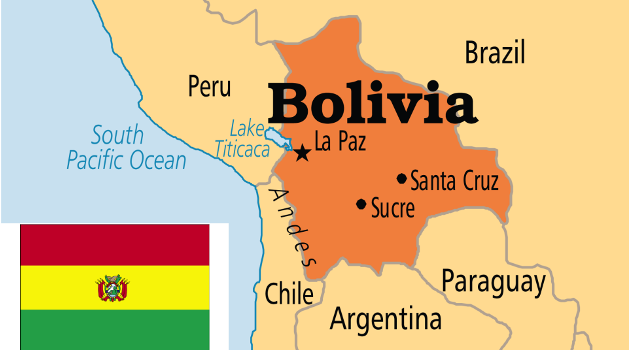 Brazil
Peru
Bolivia
Lake
Titicaca
La Paz
South
Pacific Ocean
Santa Cruz
Sucre
Andes
Chile
Paraguay
Argentina